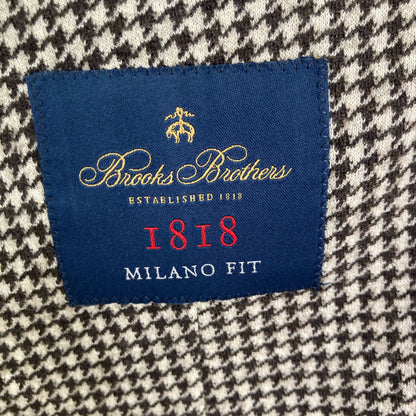 Brooks Brothers
ESTABLISHED 1818
1818
MILANO FIT